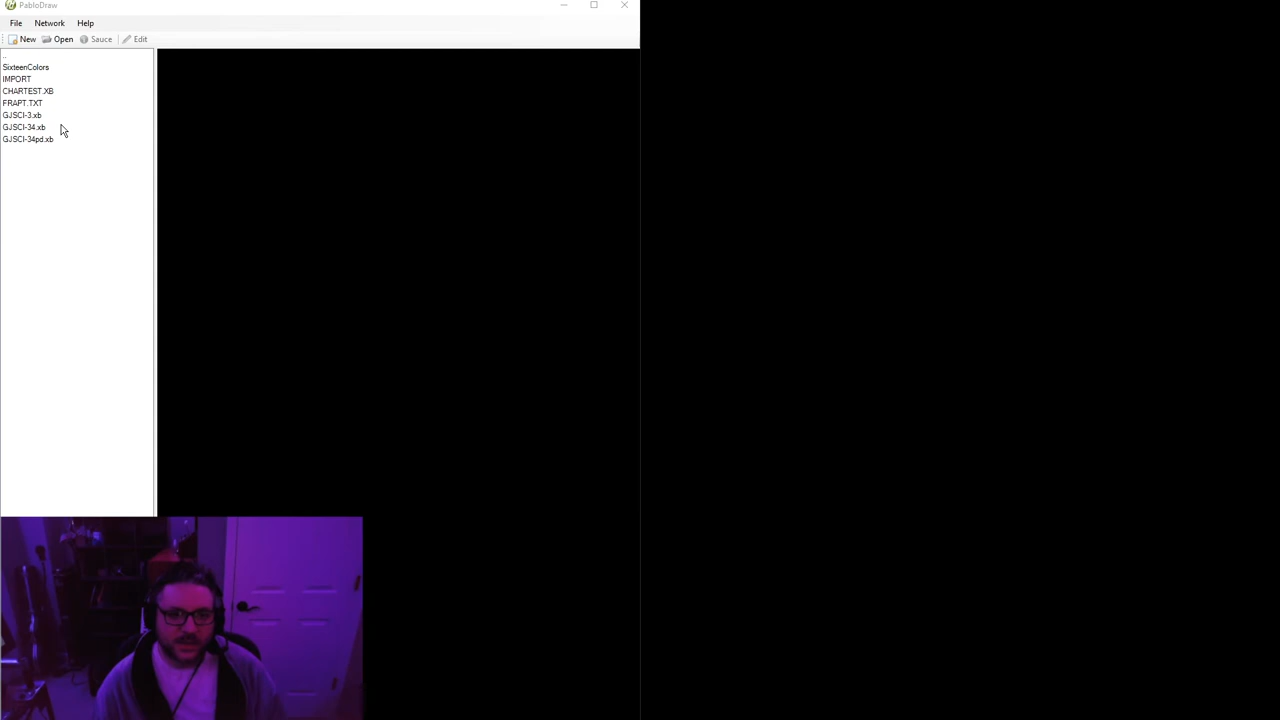 PabloDraw
File Network Help
New Open Sauce Edit
..
SixteenColors
IMPORT
CHARTEST.XB
FRAPT.TXT
GJSCI-3.xb
GJSCI-34.xb
GJSCI-34pd.xb